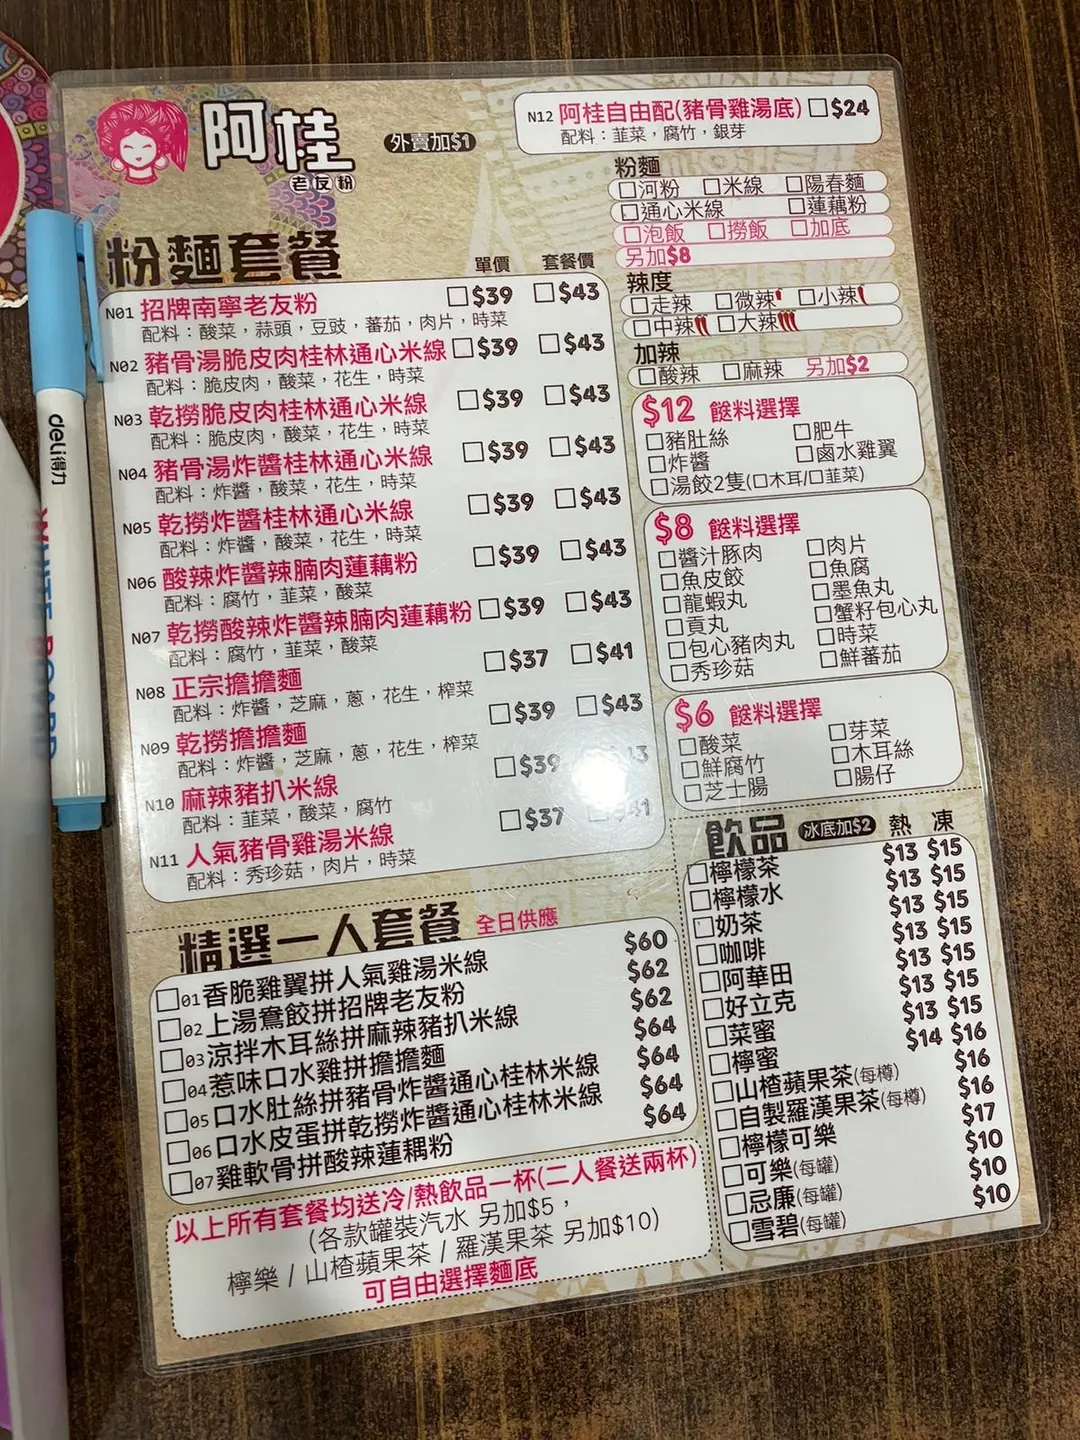 阿桂
老友粉
外賣加$1
粉麵套餐
單價 套餐價
N01 招牌南寧老友粉 $39 $43
配料：酸菜，蒜頭，豆豉，蕃茄，肉片，時菜
N02 豬骨湯脆皮肉桂林通心米線 $39 $43
配料：脆皮肉，酸菜，花生，時菜
N03 乾撈脆皮肉桂林通心米線 $39 $43
配料：脆皮肉，酸菜，花生，時菜
N04 豬骨湯炸醬桂林通心米線 $39 $43
配料：炸醬，酸菜，花生，時菜
N05 乾撈炸醬桂林通心米線 $39 $43
配料：炸醬，酸菜，花生，時菜
N06 酸辣炸醬辣腩肉蓮藕粉 $39 $43
配料：腐竹，韮菜，酸菜
N07 乾撈酸辣炸醬辣腩肉蓮藕粉 $39 $43
配料：腐竹，韮菜，酸菜
N08 正宗擔擔麵 $37 $41
配料：炸醬，芝麻，蔥，花生，榨菜
N09 乾撈擔擔麵 $39 $43
配料：炸醬，芝麻，蔥，花生，榨菜
N10 麻辣豬扒米線 $39 $43
配料：韮菜，酸菜，腐竹
N11 人氣豬骨雞湯米線 $37 $41
配料：秀珍菇，肉片，時菜
精選一人套餐 全日供應
01 香脆雞翼拼人氣雞湯米線 $60
02 上湯鴦餃拼招牌老友粉 $62
03 涼拌木耳絲拼麻辣豬扒米線 $62
04 惹味口水雞拼擔擔麵 $64
05 口水肚絲拼豬骨炸醬通心桂林米線 $64
06 口水皮蛋拼乾撈炸醬通心桂林米線 $64
07 雞軟骨拼酸辣蓮耦粉 $64
以上所有套餐均送冷/熱飲品一杯(二人餐送兩杯)
(各款罐裝汽水 另加$5，
檸樂 / 山楂蘋果茶 / 羅漢果茶 另加$10)
可自由選擇麵底
N12 阿桂自由配(豬骨雞湯底) $24
配料：韮菜，腐竹，銀芽
粉麵
河粉 米線 陽春麵
通心米線 蓮藕粉
泡飯 撈飯 加底
另加$8
辣度
走辣 微辣 小辣
中辣 大辣
加辣
酸辣 麻辣 另加$2
$12 餸料選擇
豬肚絲 肥牛
炸醬 鹵水雞翼
湯餃2隻(木耳/韮菜)
$8 餸料選擇
醬汁豚肉 肉片
魚皮餃 魚腐
龍蝦丸 墨魚丸
貢丸 蟹籽包心丸
包心豬肉丸 時菜
秀珍菇 鮮蕃茄
$6 餸料選擇
酸菜 芽菜
鮮腐竹 木耳絲
芝士腸 腸仔
飲品 冰底加$2 熱 凍
檸檬茶 $13 $15
檸檬水 $13 $15
奶茶 $13 $15
咖啡 $13 $15
阿華田 $13 $15
好立克 $13 $15
菜蜜 $13 $15
檸蜜 $14 $16
山楂蘋果茶(每樽) $16
自製羅漢果茶(每樽) $16
檸檬可樂 $17
可樂(每罐) $10
忌廉(每罐) $10
雪碧(每罐) $10
deli得力
WHITE BOARD